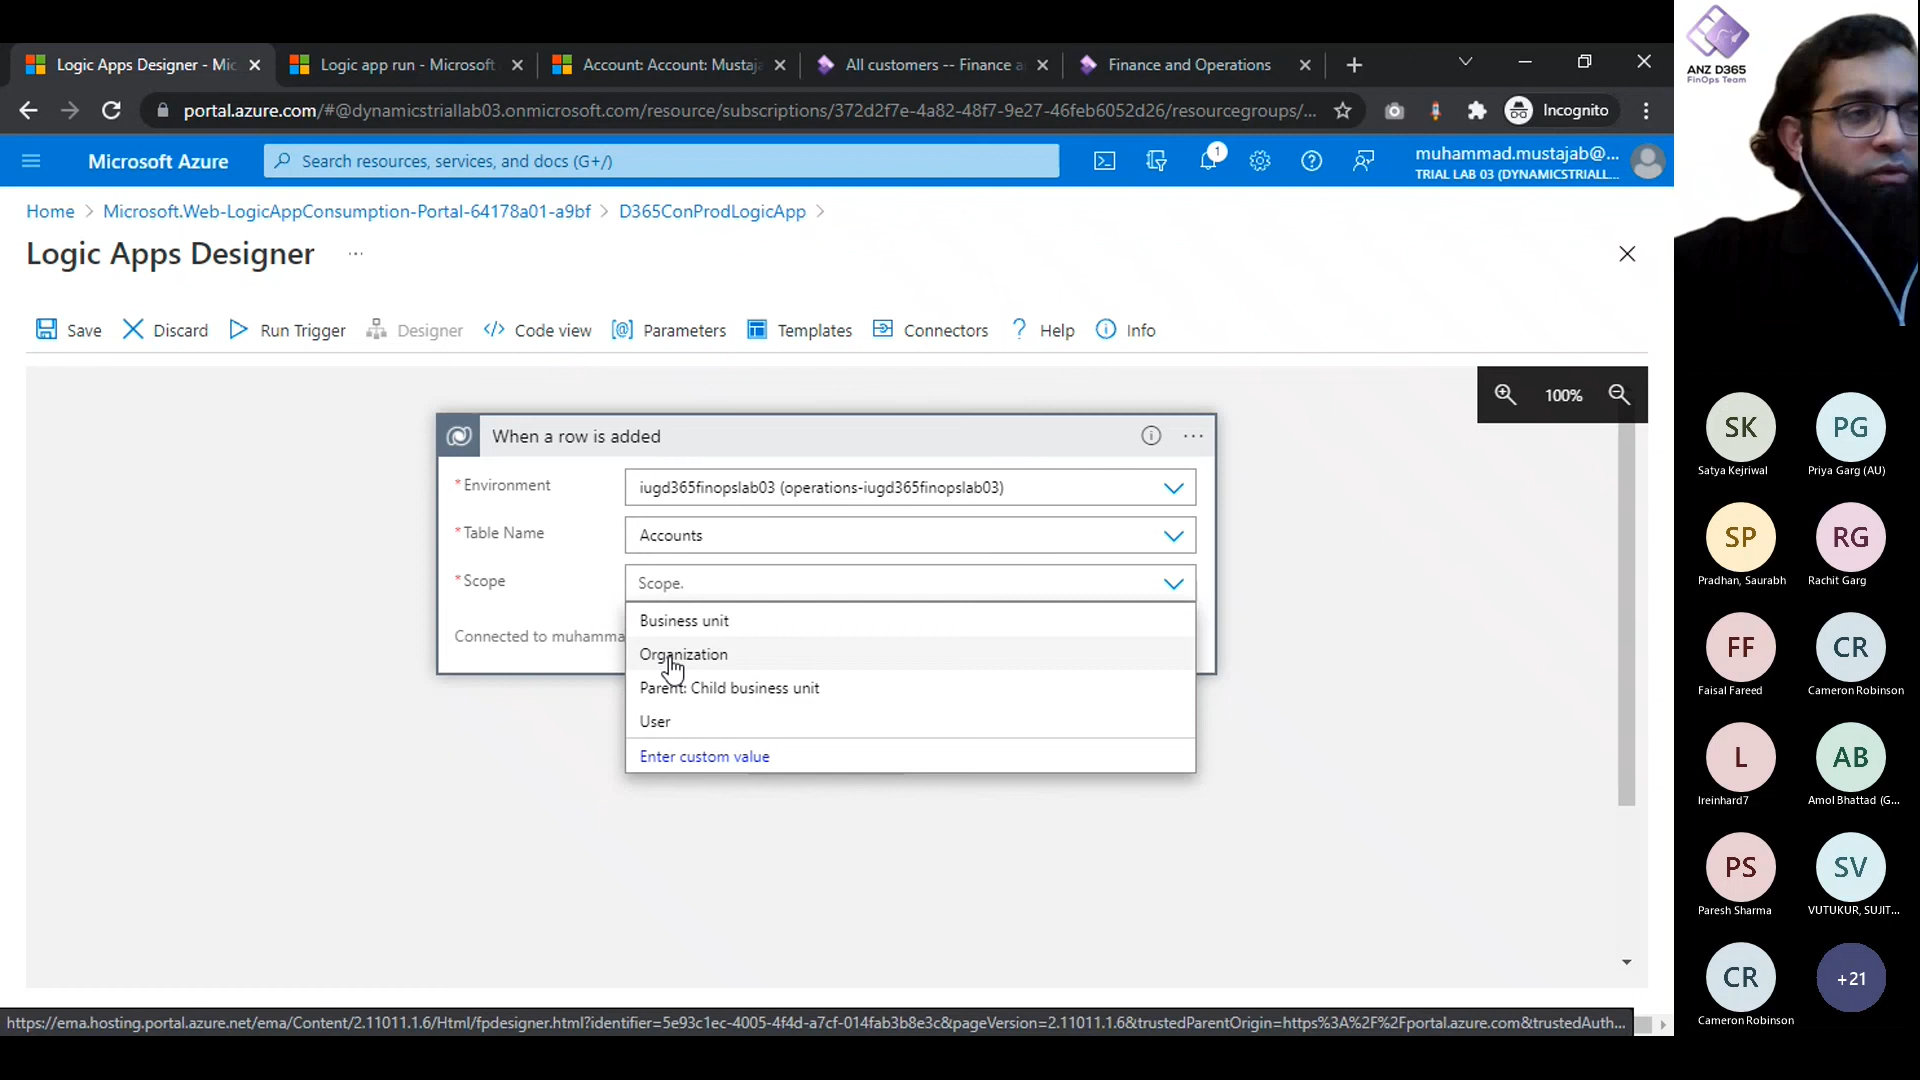 Logic Apps Designer - Mic
Logic app run - Microsoft
Account: Account: Mustaja
All customers -- Finance a
Finance and Operations
portal.azure.com/#@dynamicstriallab03.onmicrosoft.com/resource/subscriptions/372d2f7e-4a82-48f7-9e27-46feb6052d26/resourcegroups/...
Incognito
Microsoft Azure
Search resources, services, and docs (G+/)
1
muhammad.mustajab@...
TRIAL LAB 03 (DYNAMICSTRIALL...
Home > Microsoft.Web-LogicAppConsumption-Portal-64178a01-a9bf > D365ConProdLogicApp >
Logic Apps Designer ...
Save
Discard
Run Trigger
Designer
Code view
Parameters
Templates
Connectors
Help
Info
100%
When a row is added
* Environment
iugd365finopslab03 (operations-iugd365finopslab03)
* Table Name
Accounts
* Scope
Scope.
Business unit
Organization
Parent: Child business unit
User
Enter custom value
Connected to muhamma
https://ema.hosting.portal.azure.net/ema/Content/2.11011.1.6/Html/fpdesigner.html?identifier=5e93c1ec-4005-4f4d-a7cf-014fab3b8e3c&pageVersion=2.11011.1.6&trustedParentOrigin=https%3A%2F%2Fportal.azure.com&trustedAuth...
ANZ D365
FinOps Team
SK
Satya Kejriwal
PG
Priya Garg (AU)
SP
Pradhan, Saurabh
RG
Rachit Garg
FF
Faisal Fareed
CR
Cameron Robinson
L
lreinhard7
AB
Amol Bhattad (G...
PS
Paresh Sharma
SV
VUTUKUR, SUJIT...
CR
Cameron Robinson
+21